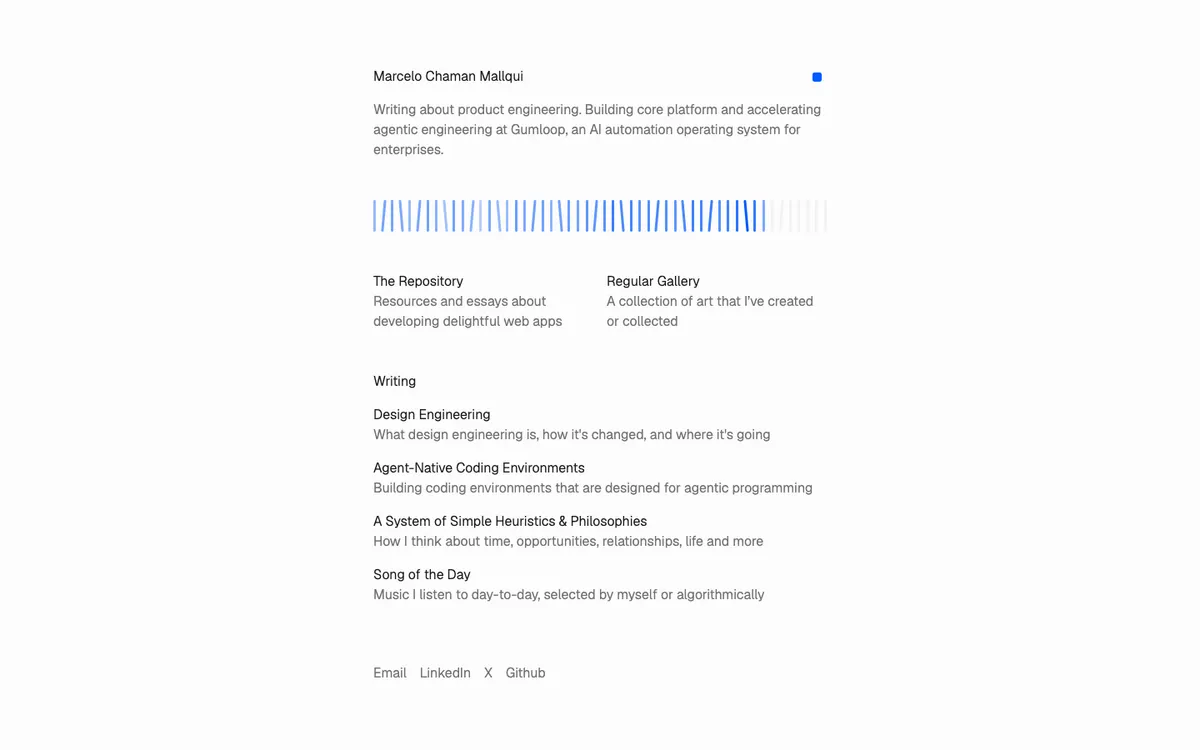 Marcelo Chaman Mallqui
Writing about product engineering. Building core platform and accelerating
agentic engineering at Gumloop, an AI automation operating system for
enterprises.
The Repository
Resources and essays about
developing delightful web apps
Regular Gallery
A collection of art that I've created
or collected
Writing
Design Engineering
What design engineering is, how it's changed, and where it's going
Agent-Native Coding Environments
Building coding environments that are designed for agentic programming
A System of Simple Heuristics & Philosophies
How I think about time, opportunities, relationships, life and more
Song of the Day
Music I listen to day-to-day, selected by myself or algorithmically
Email LinkedIn X Github